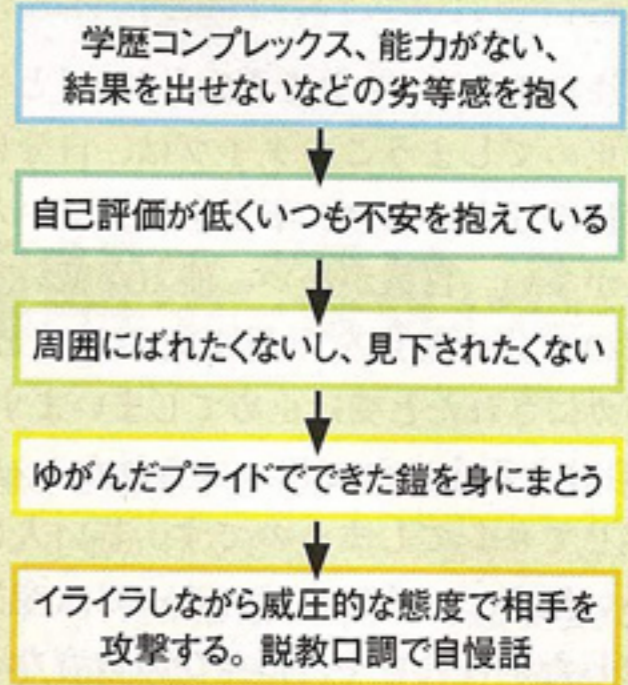 学歴コンプレックス、能力がない、
結果を出せないなどの劣等感を抱く
自己評価が低くいつも不安を抱えている
周囲にばれたくないし、見下されたくない
ゆがんだプライドでできた鎧を身にまとう
イライラしながら威圧的な態度で相手を
攻撃する。説教口調で自慢話